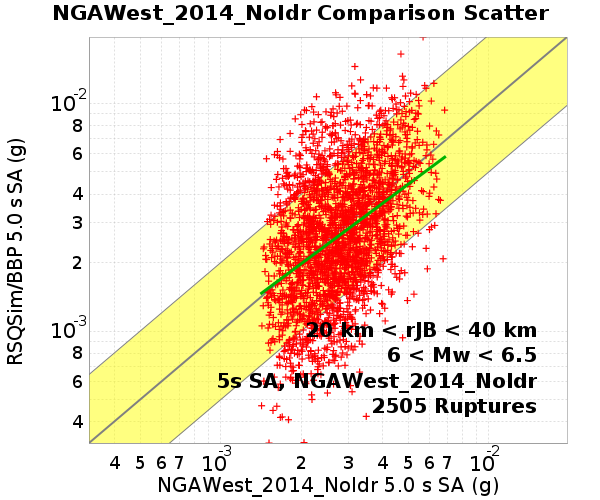 NGAWest_2014_NoIdr Comparison Scatter
RSQSim/BBP 5.0 s SA (g)
10-2
8
6
4
3
2
10-3
8
6
4
20 km < rJB < 40 km
6 < Mw < 6.5
5s SA, NGAWest_2014_NoIdr
2505 Ruptures
4 5 6 7 10-3 2 3 4 5 6 7 10-2
NGAWest_2014_NoIdr 5.0 s SA (g)